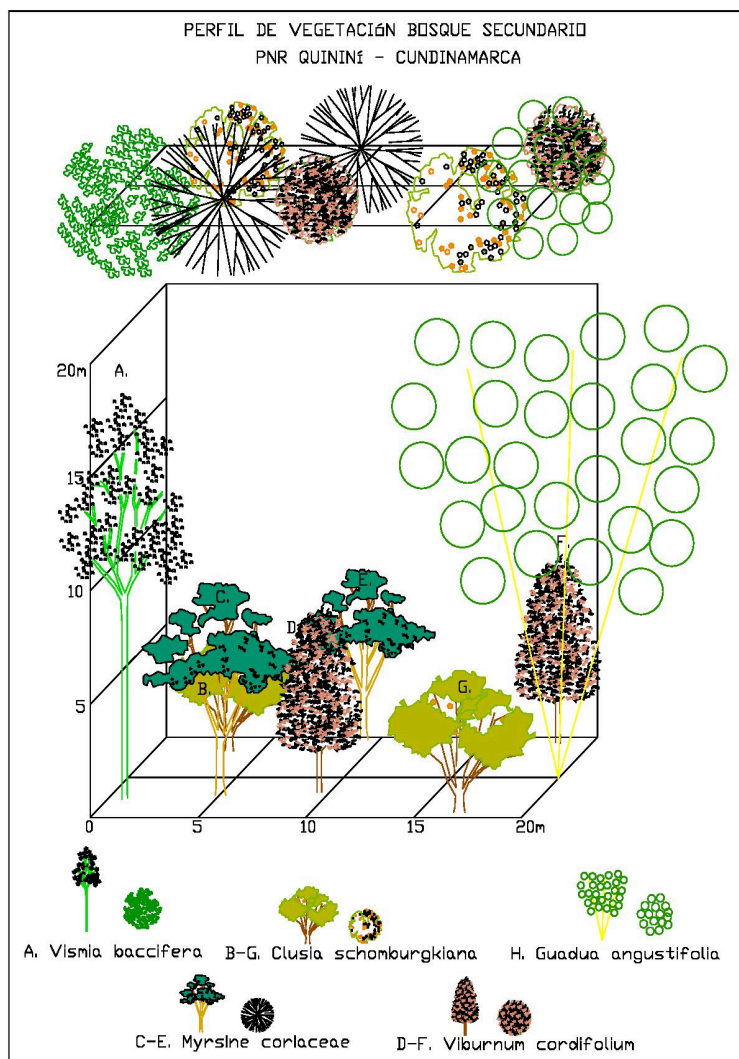 PERFIL DE VEGETACIÓN BOSQUE SECUNDARIO
PNR QUININÍ - CUNDINAMARCA
20m
A.
15
10
F.
C.
E.
D.
5
B.
G.
0
5
10
15
20m
A. Vismia baccifera
B-G. Clusia schomburgkiana
H. Guadua angustifolia
C-E. Myrsine coriaceae
D-F. Viburnum cordifolium